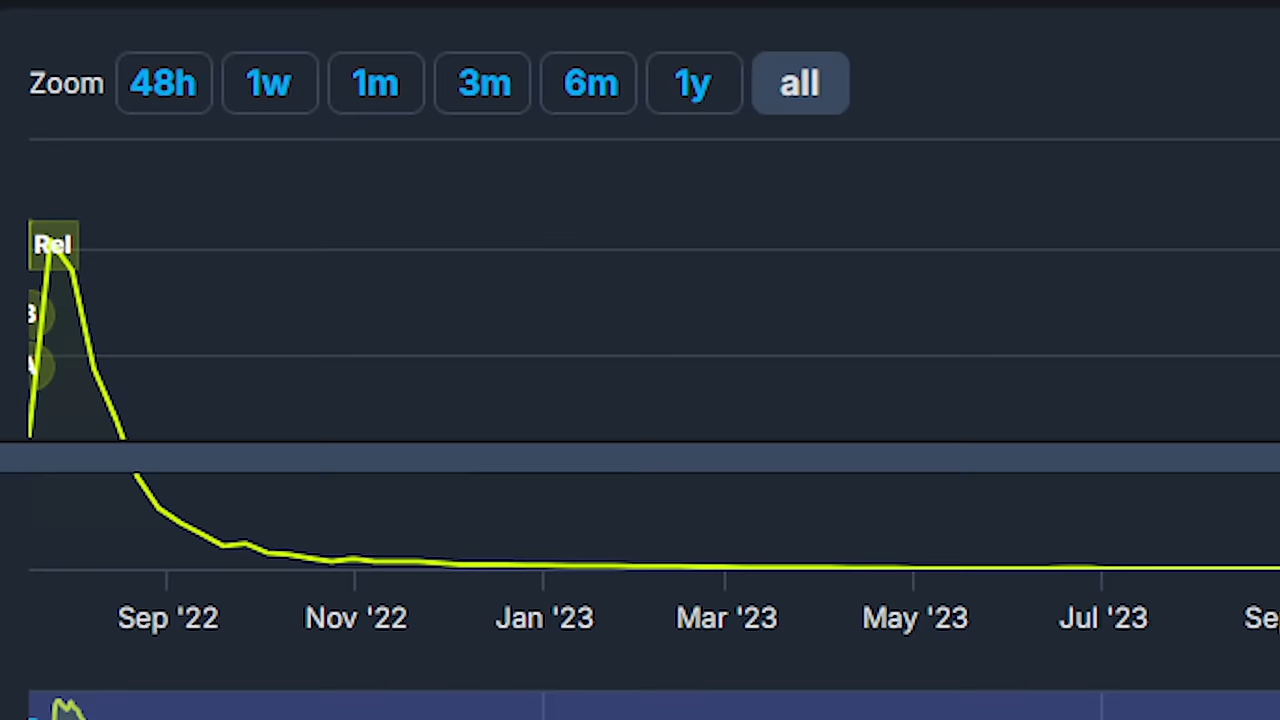 Zoom 48h 1w 1m 3m 6m 1y all
Rel
Sep '22 Nov '22 Jan '23 Mar '23 May '23 Jul '23